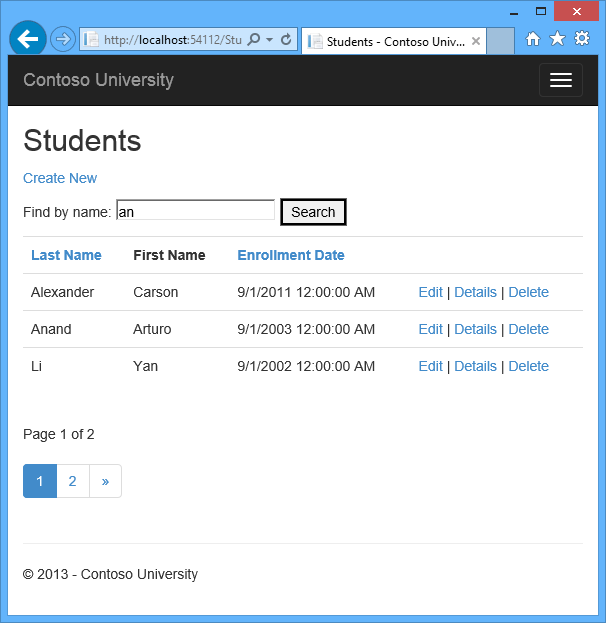 http://localhost:54112/Stu
Students - Contoso Univ...
Contoso University
Students
Create New
Find by name: an Search
Last Name First Name Enrollment Date
Alexander Carson 9/1/2011 12:00:00 AM Edit | Details | Delete
Anand Arturo 9/1/2003 12:00:00 AM Edit | Details | Delete
Li Yan 9/1/2002 12:00:00 AM Edit | Details | Delete
Page 1 of 2
1 2 »
© 2013 - Contoso University